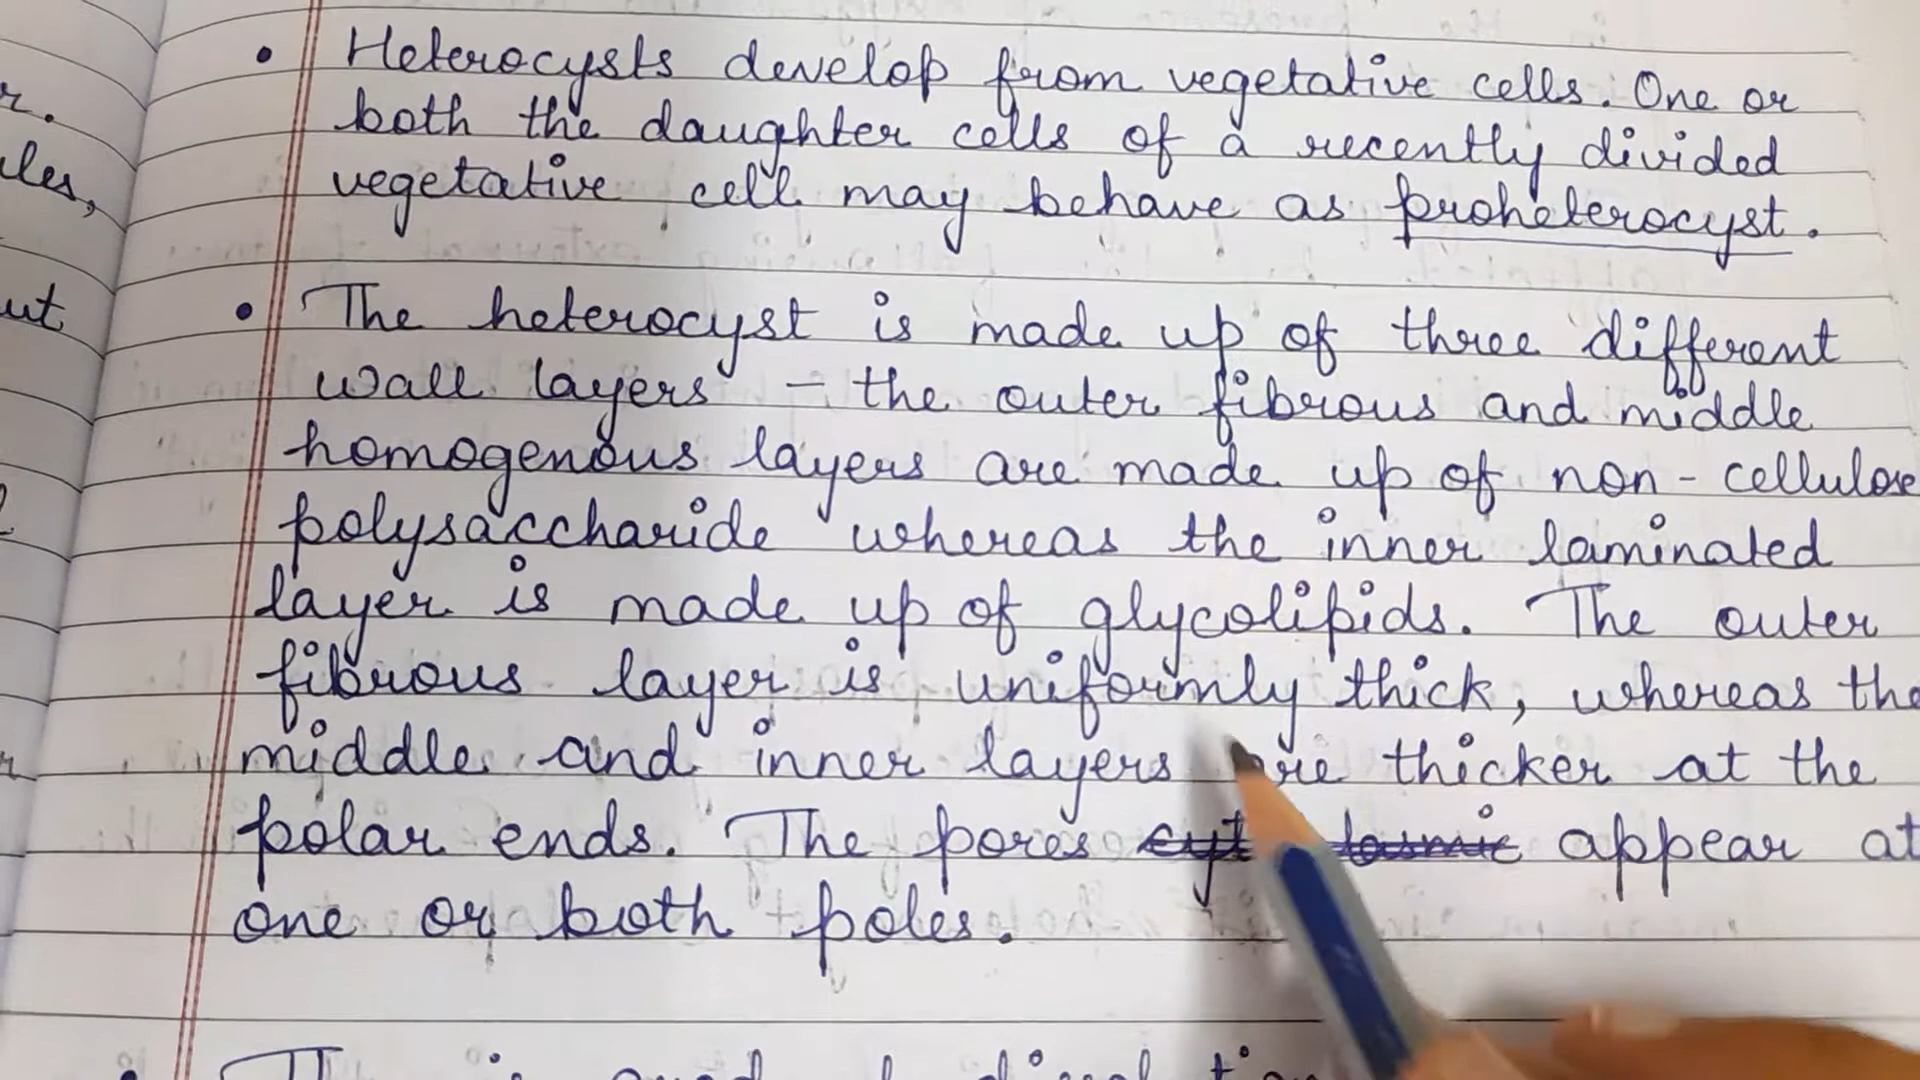 • Heterocysts develop from vegetative cells. One or
both the daughter cells of a recently divided
vegetative cell may behave as proheterocyst.
• The heterocyst is made up of three different
wall layers – the outer fibrous and middle
homogenous layers are made up of non-cellulose
polysaccharide whereas the inner laminated
layer is made up of glycolipids. The outer
fibrous layer is uniformly thick, whereas the
middle and inner layers are thicker at the
polar ends. The pores appear at
one or both poles.